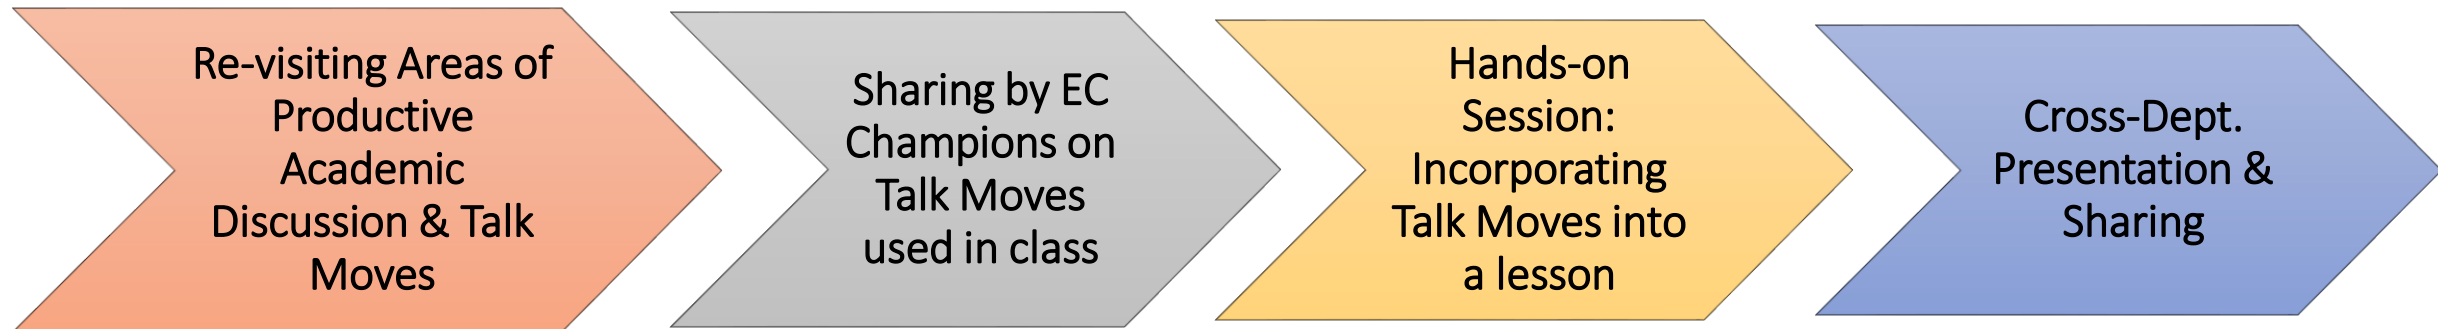 Re-visiting Areas of
Productive
Academic
Discussion & Talk
Moves
Sharing by EC
Champions on
Talk Moves
used in class
Hands-on
Session:
Incorporating
Talk Moves into
a lesson
Cross-Dept.
Presentation &
Sharing